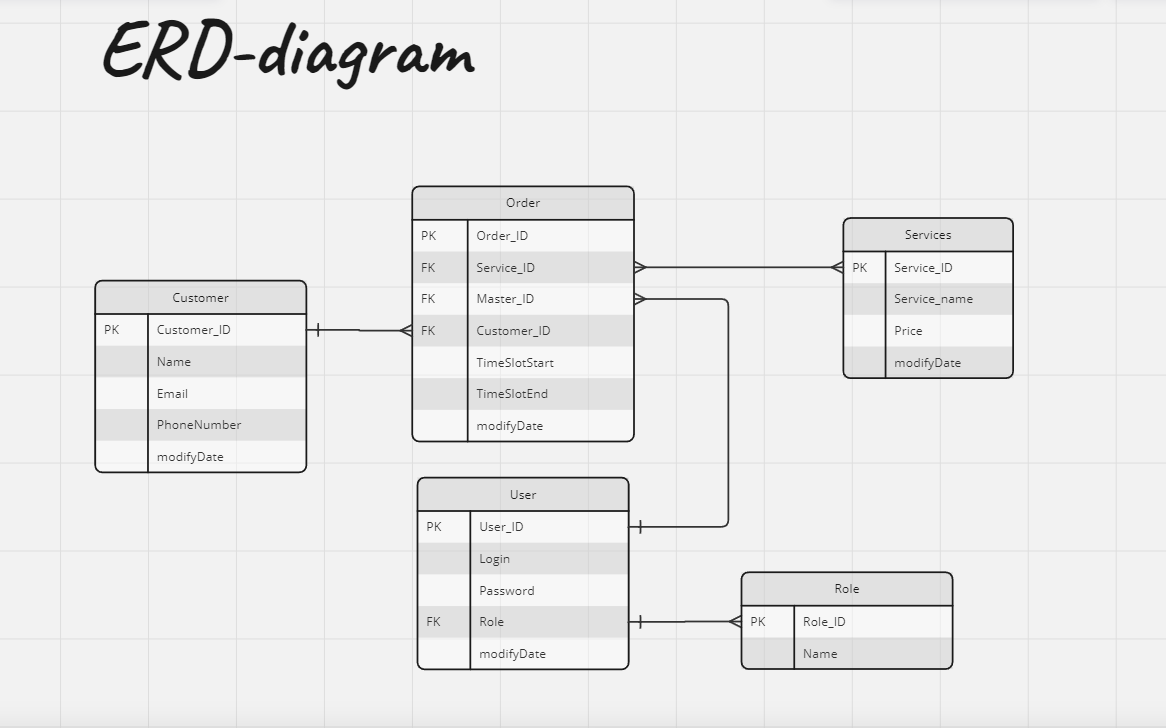 ERD-diagram
Customer
PK Customer_ID
Name
Email
PhoneNumber
modifyDate
Order
PK Order_ID
FK Service_ID
FK Master_ID
FK Customer_ID
TimeSlotStart
TimeSlotEnd
modifyDate
Services
PK Service_ID
Service_name
Price
modifyDate
User
PK User_ID
Login
Password
FK Role
modifyDate
Role
PK Role_ID
Name